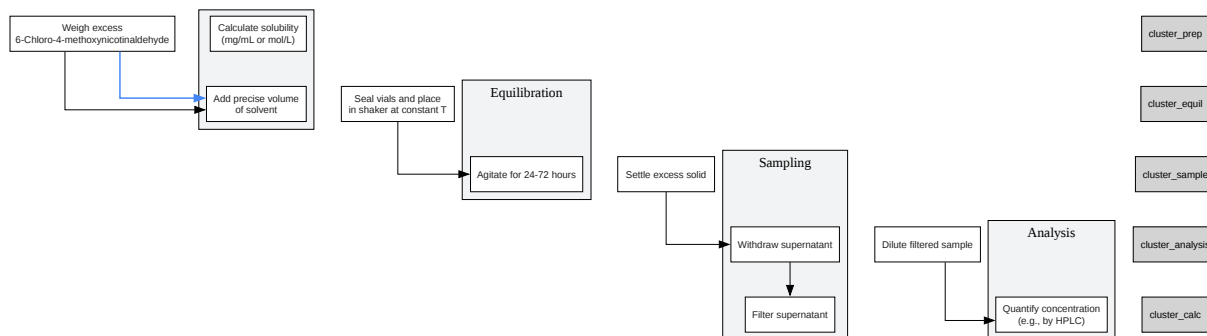 Weigh excess
6-Chloro-4-methoxynicotinaldehyde
Calculate solubility
(mg/mL or mol/L)
Add precise volume
of solvent
Seal vials and place
in shaker at constant T
Equilibration
Agitate for 24-72 hours
Settle excess solid
Sampling
Withdraw supernatant
Filter supernatant
Dilute filtered sample
Analysis
Quantify concentration
(e.g., by HPLC)
cluster_prep
cluster_equil
cluster_sample
cluster_analysis
cluster_calc